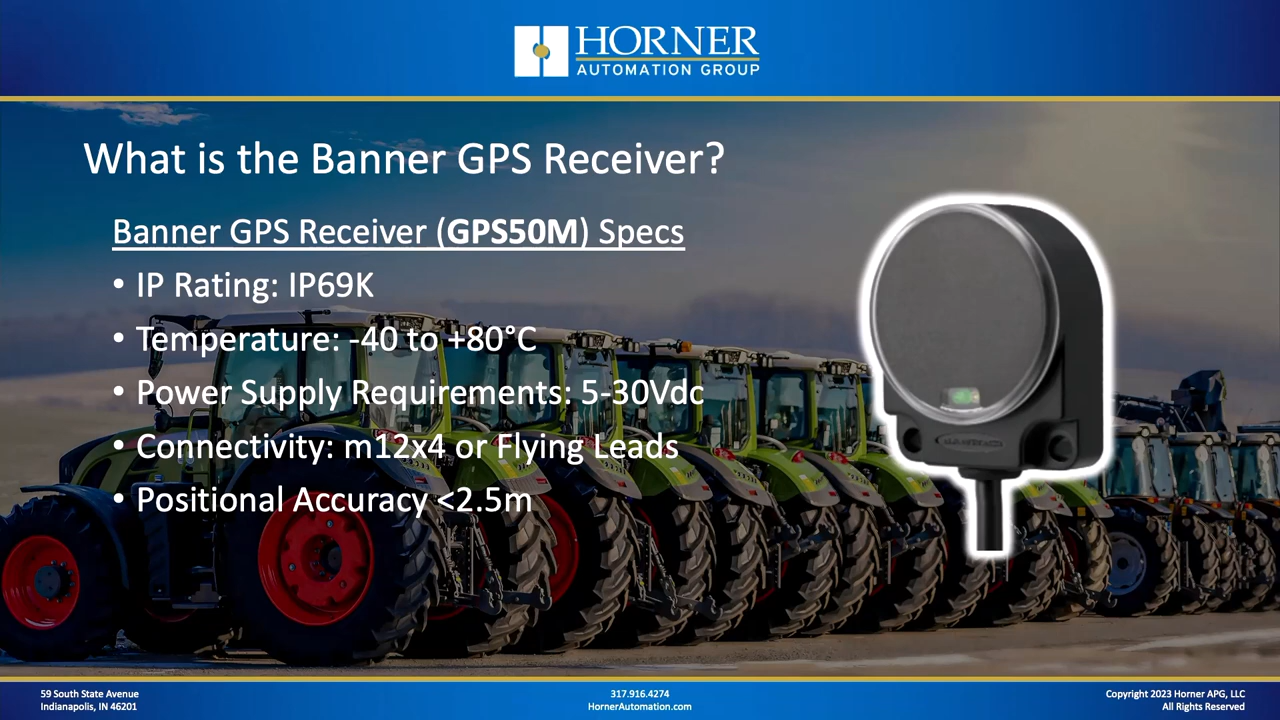 HORNER
AUTOMATION GROUP
What is the Banner GPS Receiver?
Banner GPS Receiver (GPS50M) Specs
• IP Rating: IP69K
• Temperature: -40 to +80°C
• Power Supply Requirements: 5-30Vdc
• Connectivity: m12x4 or Flying Leads
• Positional Accuracy <2.5m
59 South State Avenue
Indianapolis, IN 46201
317.916.4274
HornerAutomation.com
Copyright 2023 Horner APG, LLC
All Rights Reserved